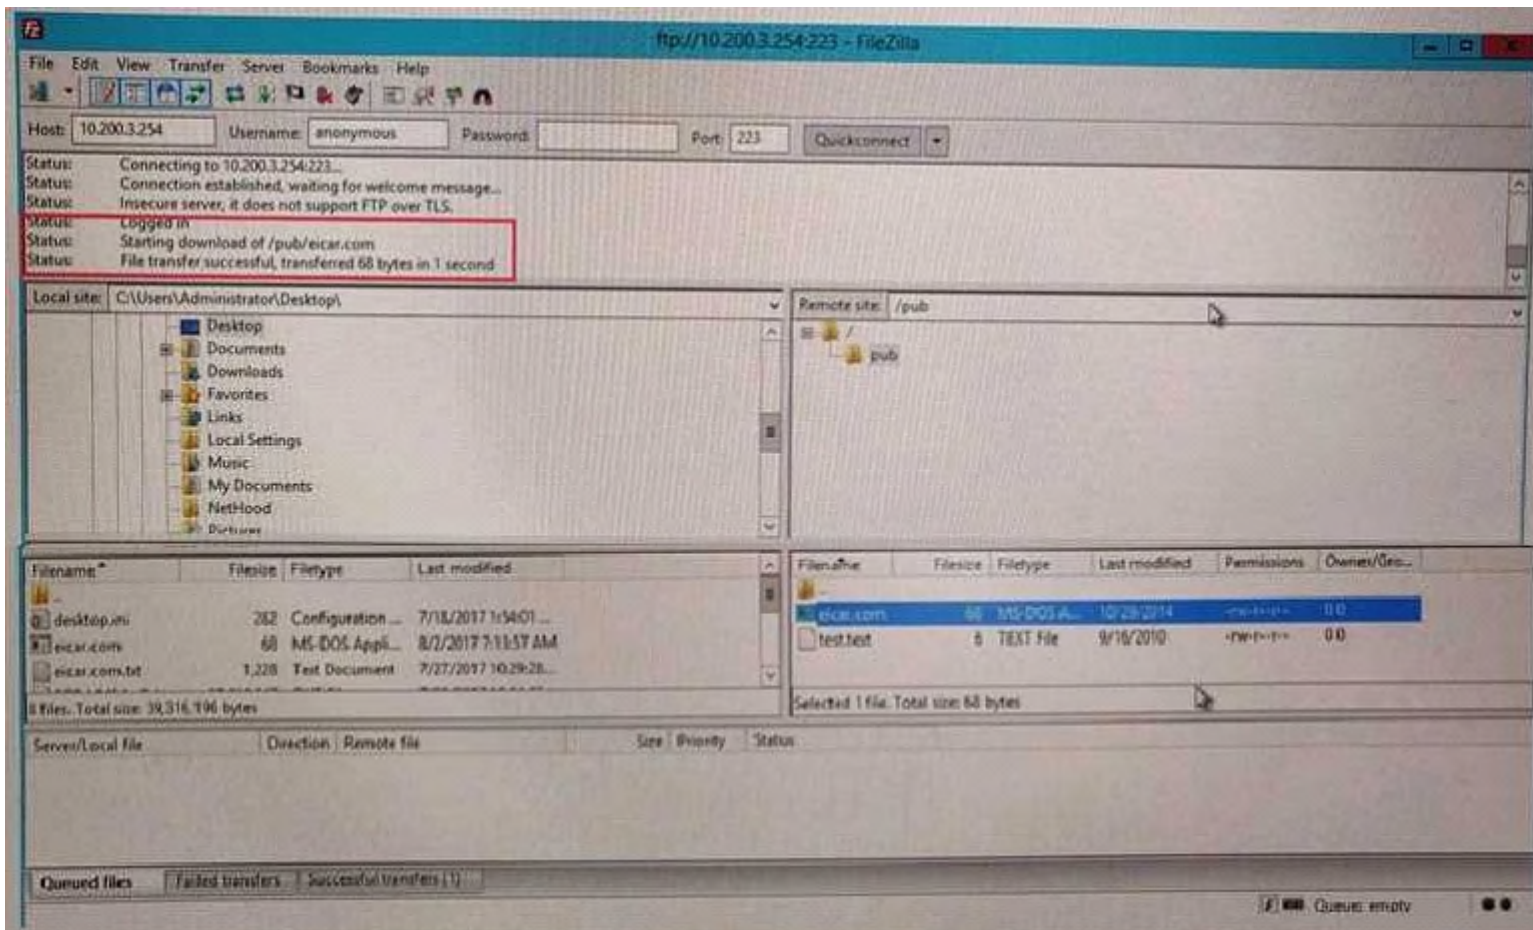 Fz
ftp://10.200.3.254:223 - FileZilla
File Edit View Transfer Server Bookmarks Help
Host: 10.200.3.254 Username: anonymous Password: Port: 223 Quickconnect
Status: Connecting to 10.200.3.254:223...
Status: Connection established, waiting for welcome message...
Status: Insecure server, it does not support FTP over TLS.
Status: Logged in
Status: Starting download of /pub/eicar.com
Status: File transfer successful, transferred 68 bytes in 1 second
Local site: C:\Users\Administrator\Desktop\
Desktop
Documents
Downloads
Favorites
Links
Local Settings
Music
My Documents
NetHood
Pictures
Remote site: /pub
/
pub
Filename Filesize Filetype Last modified
..
desktop.ini 282 Configuration ... 7/18/2017 1:54:01 ...
eicar.com 68 MS-DOS Appli... 8/2/2017 7:11:57 AM
eicar.com.txt 1,228 Text Document 7/27/2017 10:29:28...
8 files. Total size: 39,316,196 bytes
Filename Filesize Filetype Last modified Permissions Owner/Gro...
..
eicar.com 68 MS-DOS A... 10/29/2014 -rw-r--r-- 0 0
test.text 6 TEXT File 9/16/2010 -rw-r--r-- 0 0
Selected 1 file. Total size: 68 bytes
Server/Local file Direction Remote file Size Priority Status
Queued files Failed transfers Successful transfers (1)
Queue: empty